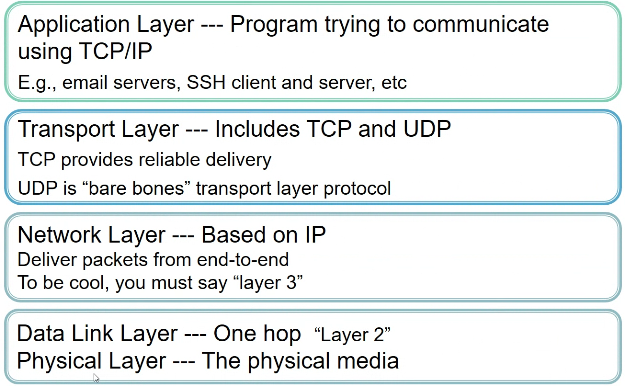 Application Layer --- Program trying to communicate
using TCP/IP
E.g., email servers, SSH client and server, etc
Transport Layer --- Includes TCP and UDP
TCP provides reliable delivery
UDP is “bare bones” transport layer protocol
Network Layer --- Based on IP
Deliver packets from end-to-end
To be cool, you must say “layer 3”
Data Link Layer --- One hop “Layer 2”
Physical Layer --- The physical media